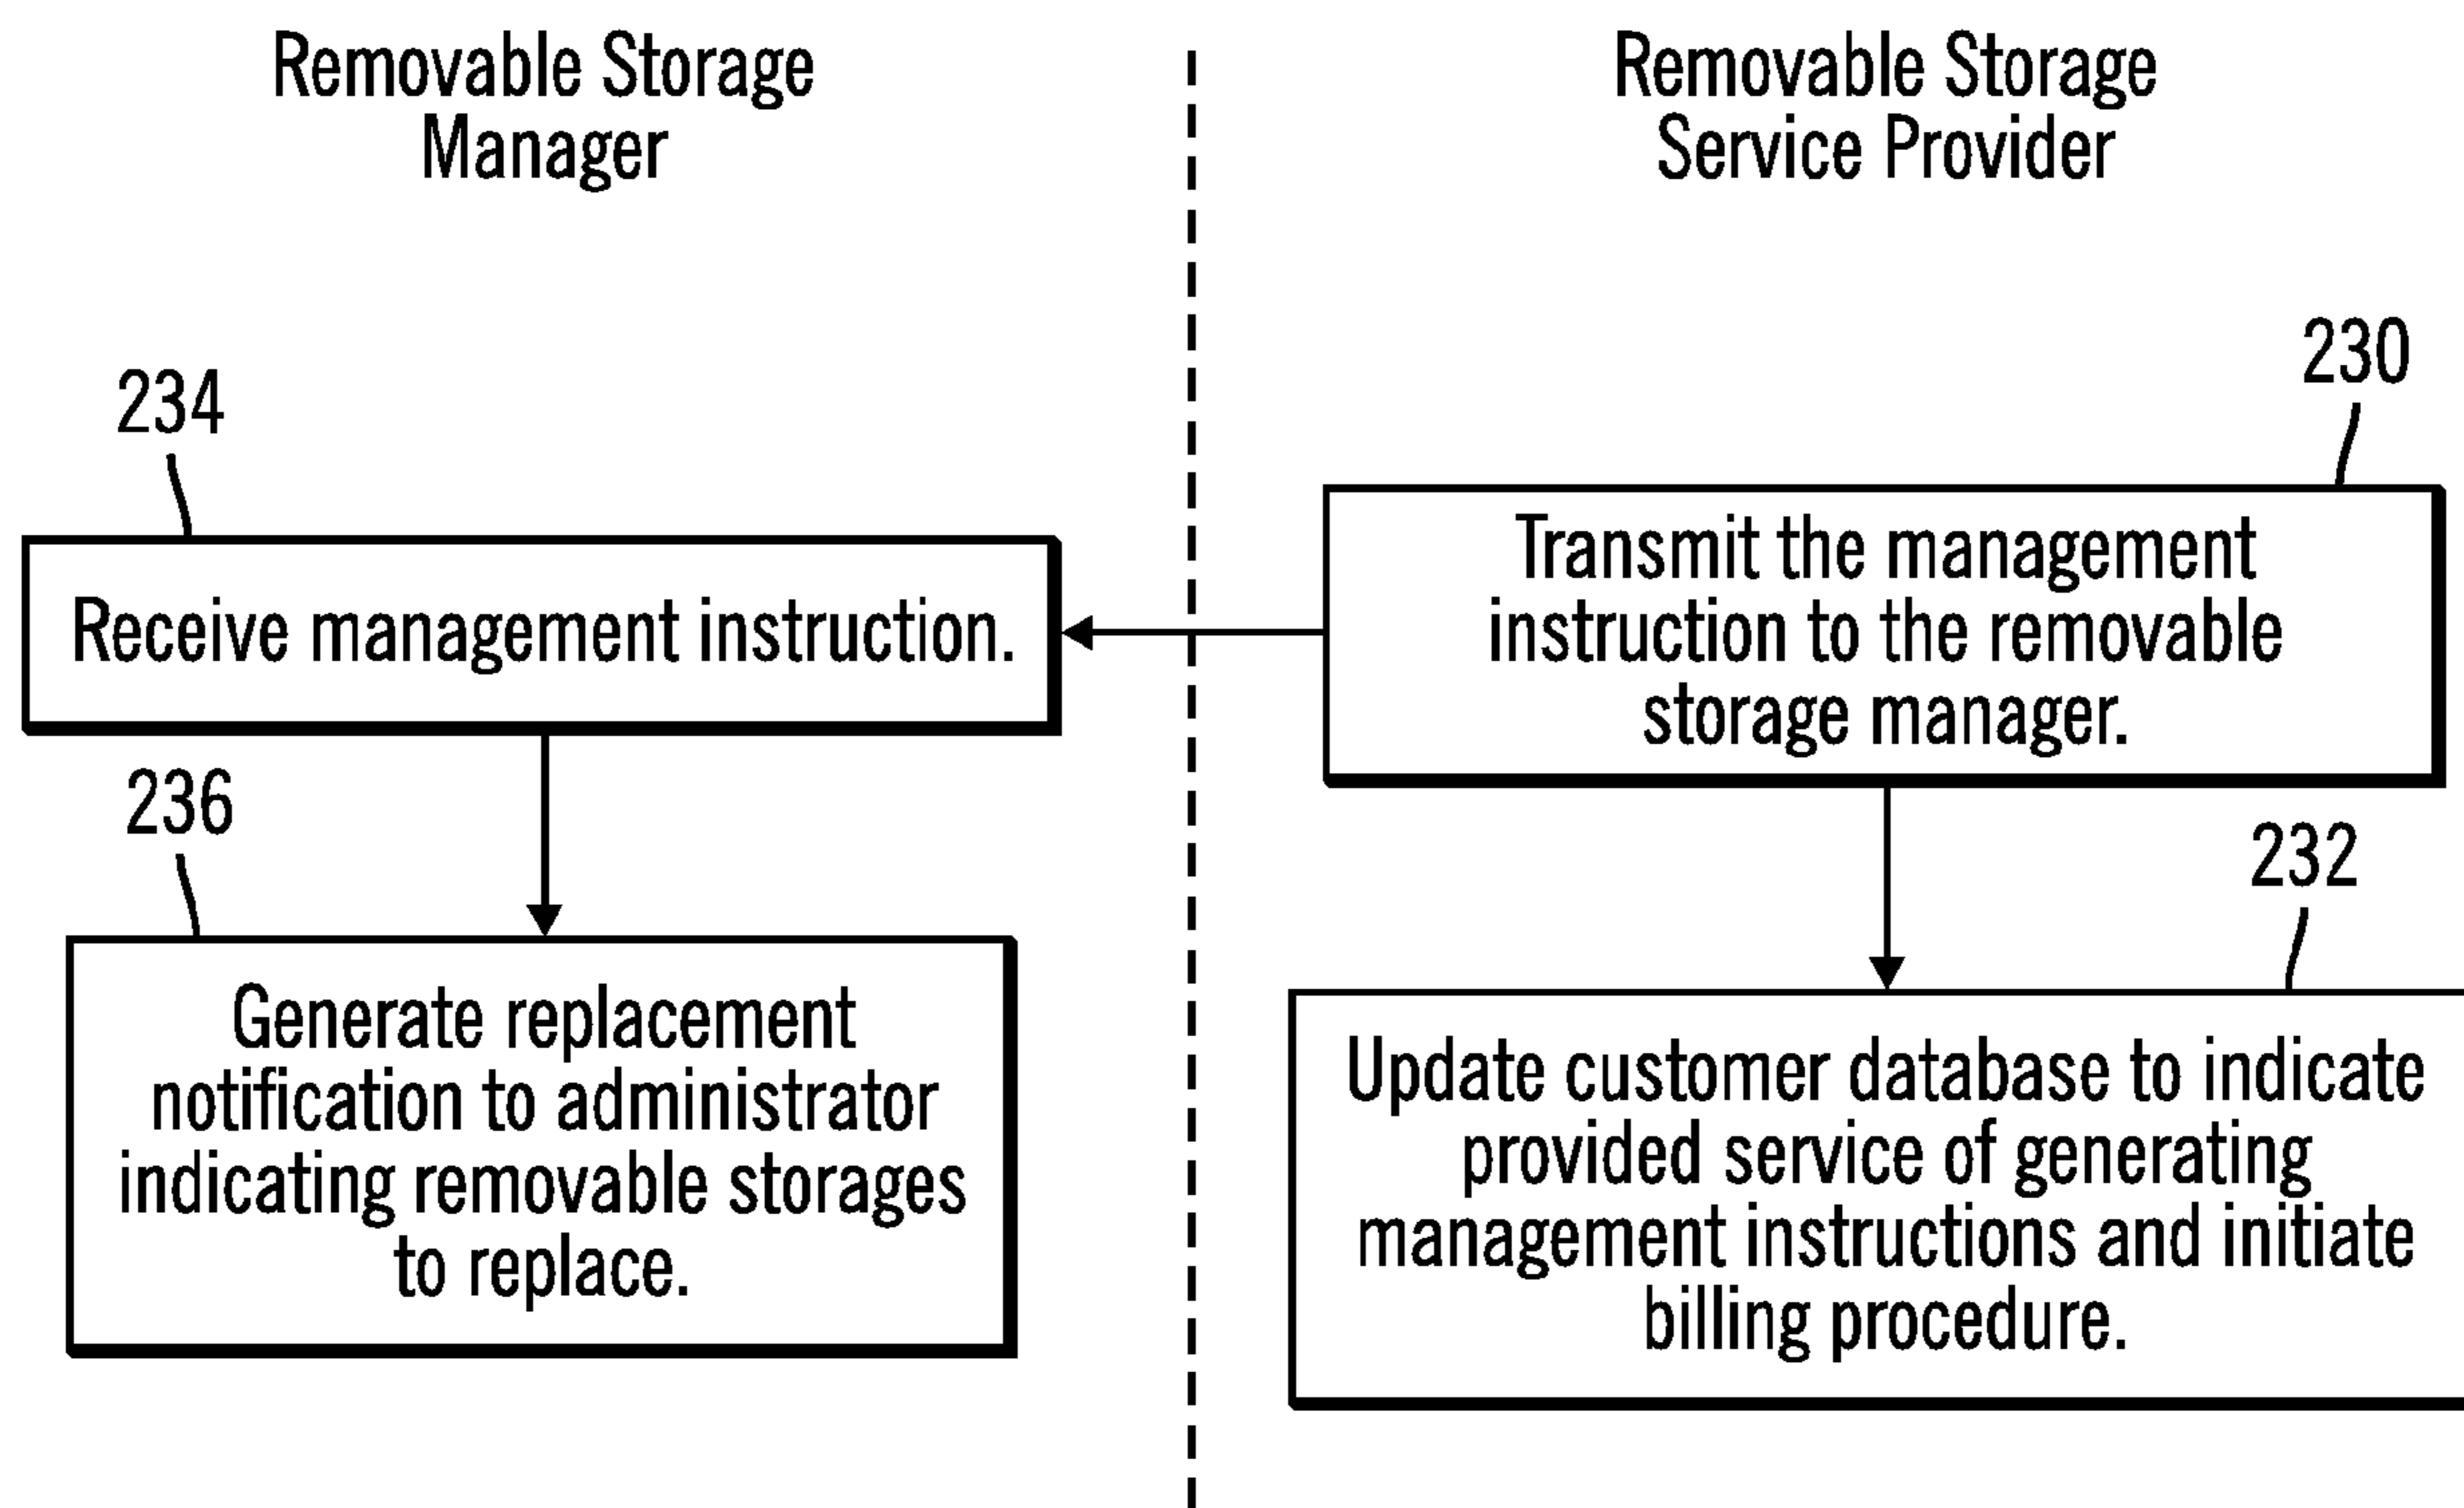 Removable Storage
Manager
Removable Storage
Service Provider
234
Receive management instruction.
230
Transmit the management
instruction to the removable
storage manager.
236
Generate replacement
notification to administrator
indicating removable storages
to replace.
232
Update customer database to indicate
provided service of generating
management instructions and initiate
billing procedure.